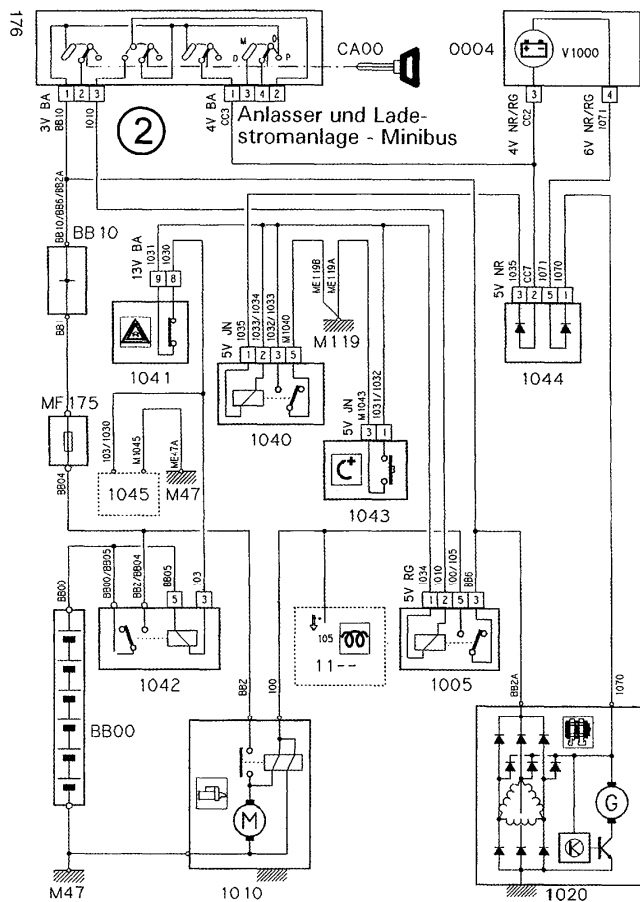 176
CA00
0004
V1000
M
O
D
P
1 2 3
1 3 4 2
3
4
3V BA
BB10
1010
2
4V BA
CC3
Anlasser und Lade-
stromanlage - Minibus
4V NR/RG
CC2
6V NR/RG
1071
BB10/BB6/BB2A
BB10
13V BA
1031
1030
9 8
1041
5V JN
1035
1033/1034
1032/1033
M1040
1 2 3 5
1040
ME119B
ME119A
M119
5V NR
1035
CC7
1071
1070
3 2 5 1
1044
BB1
MF175
BB04
103/1030
M1045
ME47A
1045
M47
5V JN
M1043
1031/1032
3 1
C+
1043
BB00
BB00/BB05
BB2/BB04
BB05
103
5 3
1042
BB00
105
11--
5V RG
1034
1010
100/105
BB6
1 2 5 3
1005
BB2
100
BB2A
1070
M
G
K
M47
1010
1020